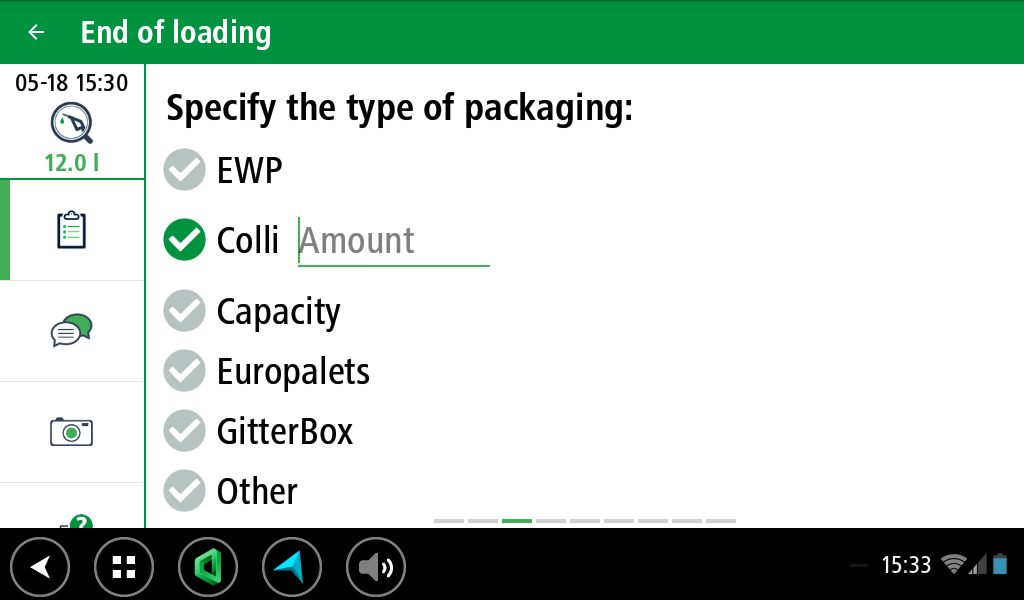 End of loading
05-18 15:30
12.0 l
Specify the type of packaging:
EWP
Colli Amount
Capacity
Europalets
GitterBox
Other
?
15:33